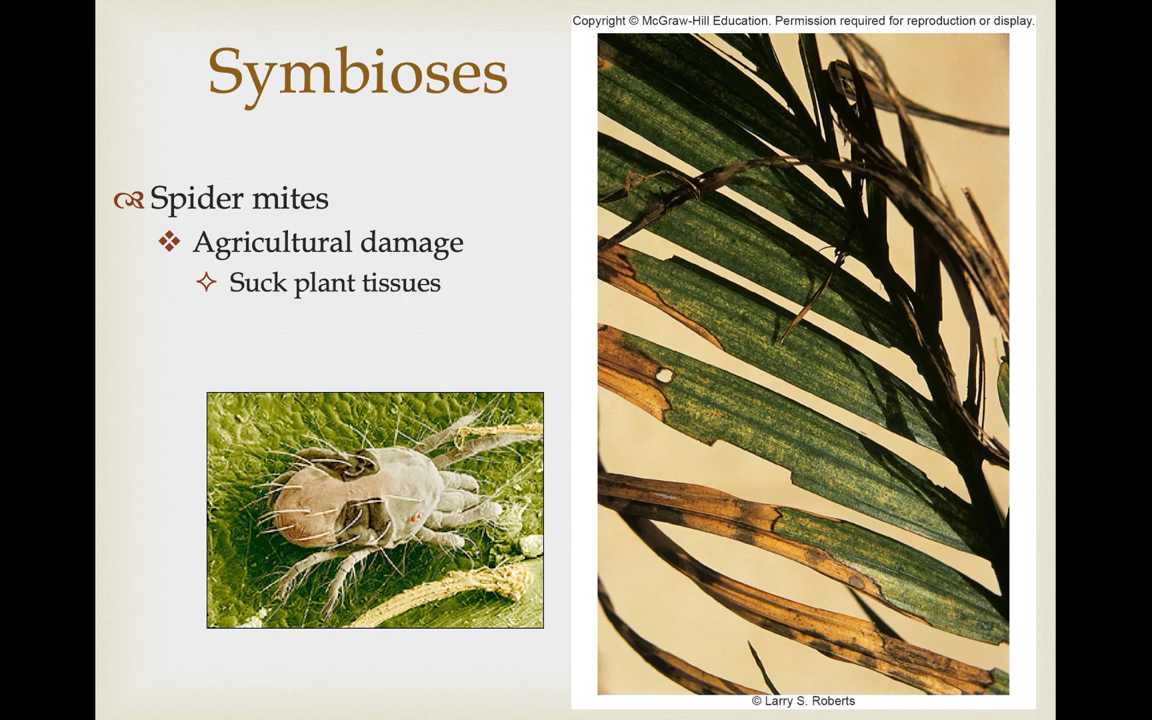 Copyright © McGraw-Hill Education. Permission required for reproduction or display.
Symbioses
Spider mites
Agricultural damage
Suck plant tissues
© Larry S. Roberts